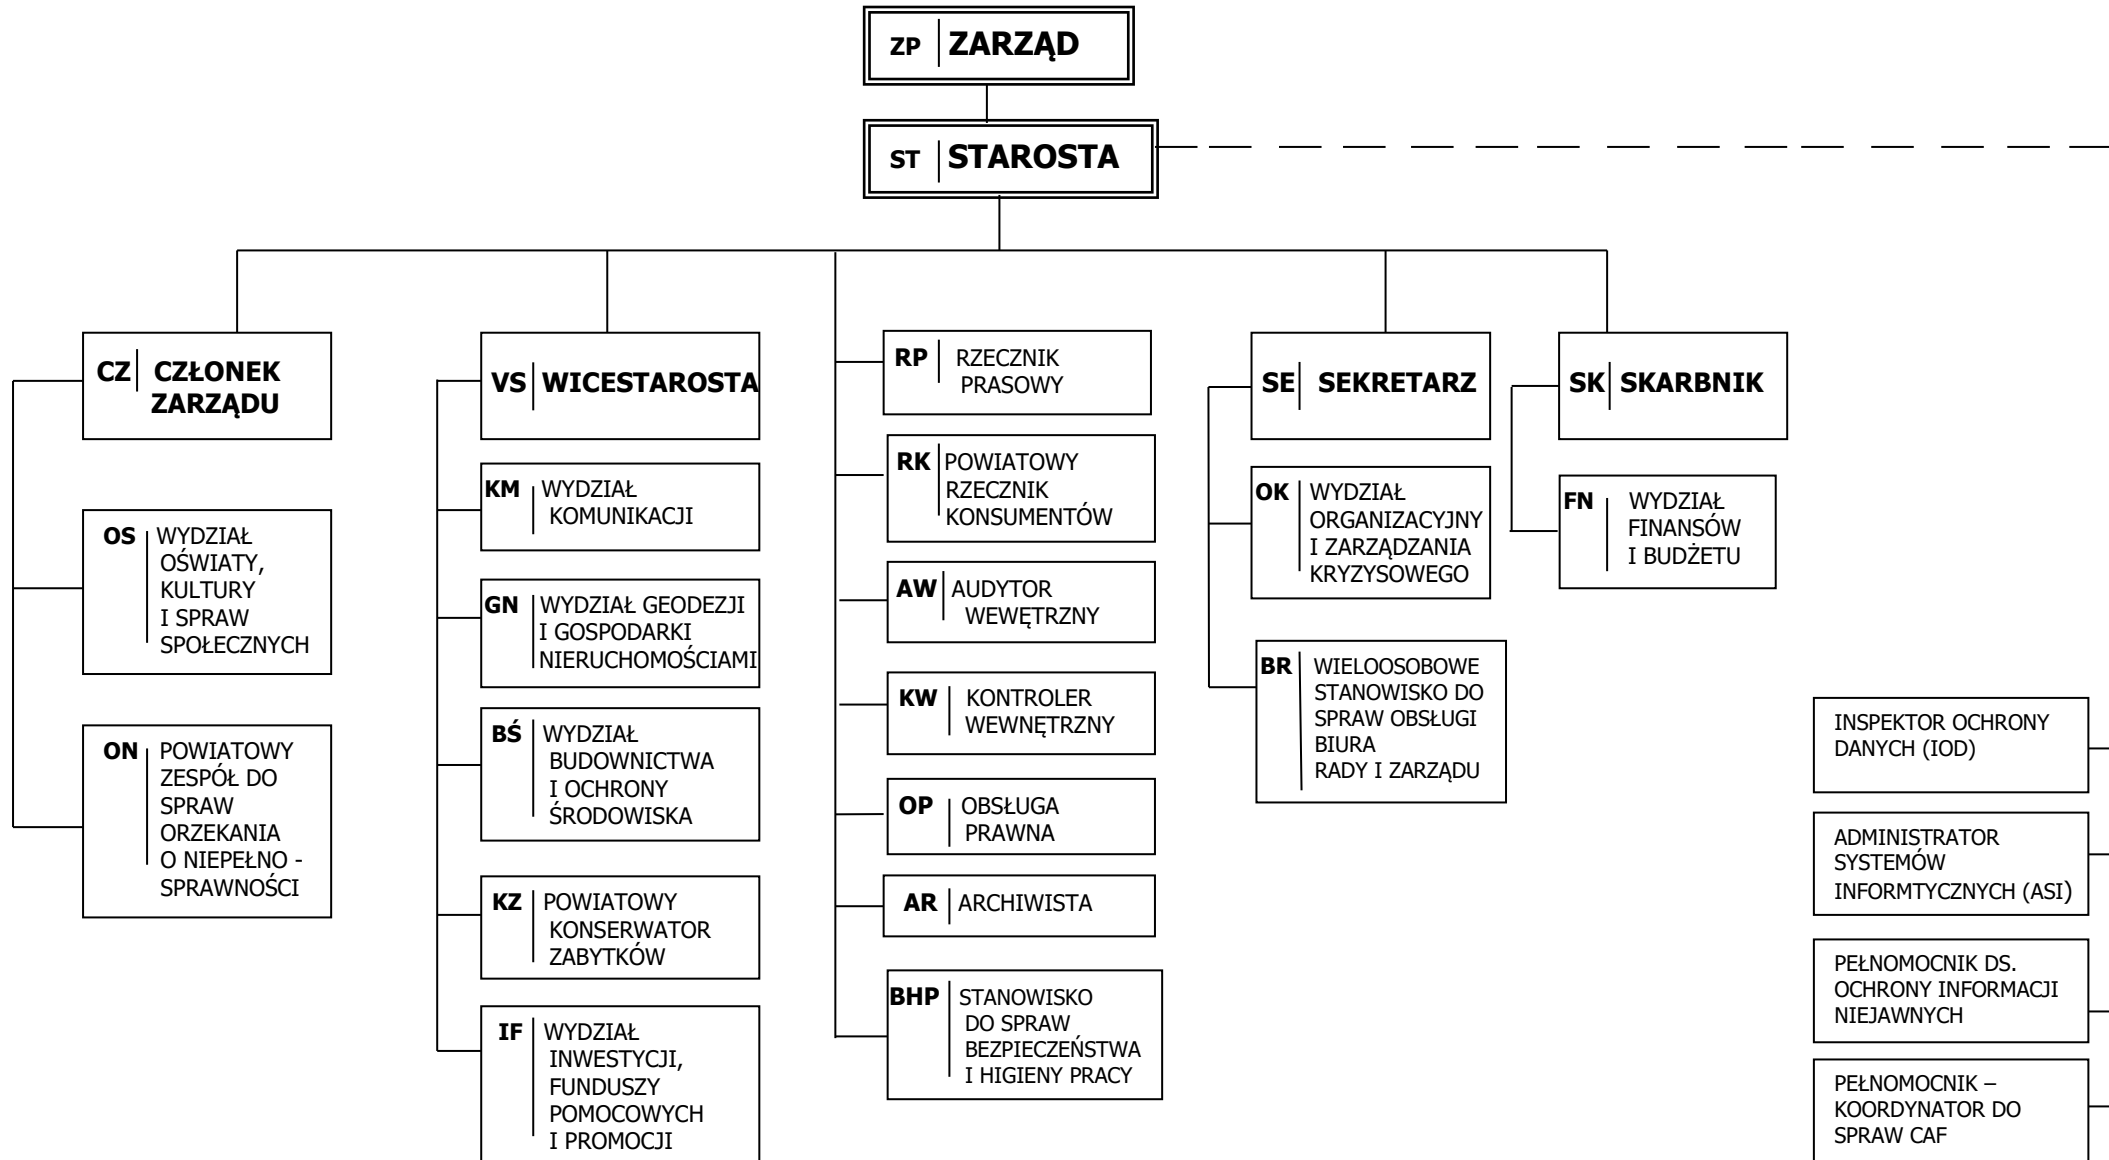 ZP ZARZĄD
ST STAROSTA
CZ CZŁONEK
ZARZĄDU
OS WYDZIAŁ
OŚWIATY,
KULTURY
I SPRAW
SPOŁECZNYCH
ON POWIATOWY
ZESPÓŁ DO
SPRAW
ORZEKANIA
O NIEPEŁNO -
SPRAWNOŚCI
VS WICESTAROSTA
KM WYDZIAŁ
KOMUNIKACJI
GN WYDZIAŁ GEODEZJI
I GOSPODARKI
NIERUCHOMOŚCIAMI
BŚ WYDZIAŁ
BUDOWNICTWA
I OCHRONY
ŚRODOWISKA
KZ POWIATOWY
KONSERWATOR
ZABYTKÓW
IF WYDZIAŁ
INWESTYCJI,
FUNDUSZY
POMOCOWYCH
I PROMOCJI
RP RZECZNIK
PRASOWY
RK POWIATOWY
RZECZNIK
KONSUMENTÓW
AW AUDYTOR
WEWĘTRZNY
KW KONTROLER
WEWNĘTRZNY
OP OBSŁUGA
PRAWNA
AR ARCHIWISTA
BHP STANOWISKO
DO SPRAW
BEZPIECZEŃSTWA
I HIGIENY PRACY
SE SEKRETARZ
OK WYDZIAŁ
ORGANIZACYJNY
I ZARZĄDZANIA
KRYZYSOWEGO
BR WIELOOSOBOWE
STANOWISKO DO
SPRAW OBSŁUGI
BIURA
RADY I ZARZĄDU
SK SKARBNIK
FN WYDZIAŁ
FINANSÓW
I BUDŻETU
INSPEKTOR OCHRONY
DANYCH (IOD)
ADMINISTRATOR
SYSTEMÓW
INFORMTYCZNYCH (ASI)
PEŁNOMOCNIK DS.
OCHRONY INFORMACJI
NIEJAWNYCH
PEŁNOMOCNIK –
KOORDYNATOR DO
SPRAW CAF